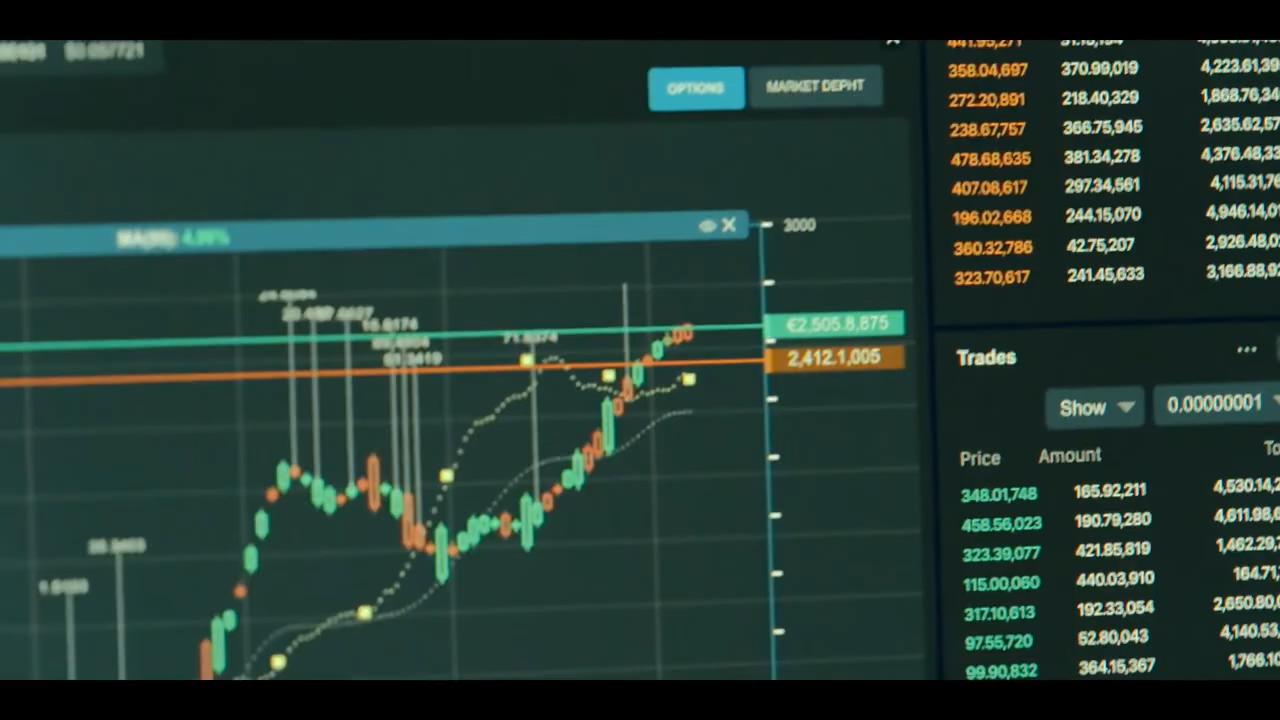 $0.057721
OPTIONS MARKET DEPHT
3000
€2.505.8,875
2,412.1,005
358.04,697 370.99,019 4,223.61,39
272.20,891 218.40,329 1,868.76,34
238.67,757 366.75,945 2,635.62,57
478.68,635 381.34,278 4,376.48,33
407.08,617 297.34,561 4,115.31,76
196.02,668 244.15,070 4,946.14,01
360.32,786 42.75,207 2,926.48,02
323.70,617 241.45,633 3,166.88,92
Trades ...
Show 0.00000001
Price Amount To
348.01,748 165.92,211 4,530.14,2
458.56,023 190.79,280 4,611.98,6
323.39,077 421.85,819 1,462.29,7
115.00,060 440.03,910 164.71,
317.10,613 192.33,054 2,650.80,0
97.55,720 52.80,043 4,140.53,
99.90,832 364.15,367 1,766.10